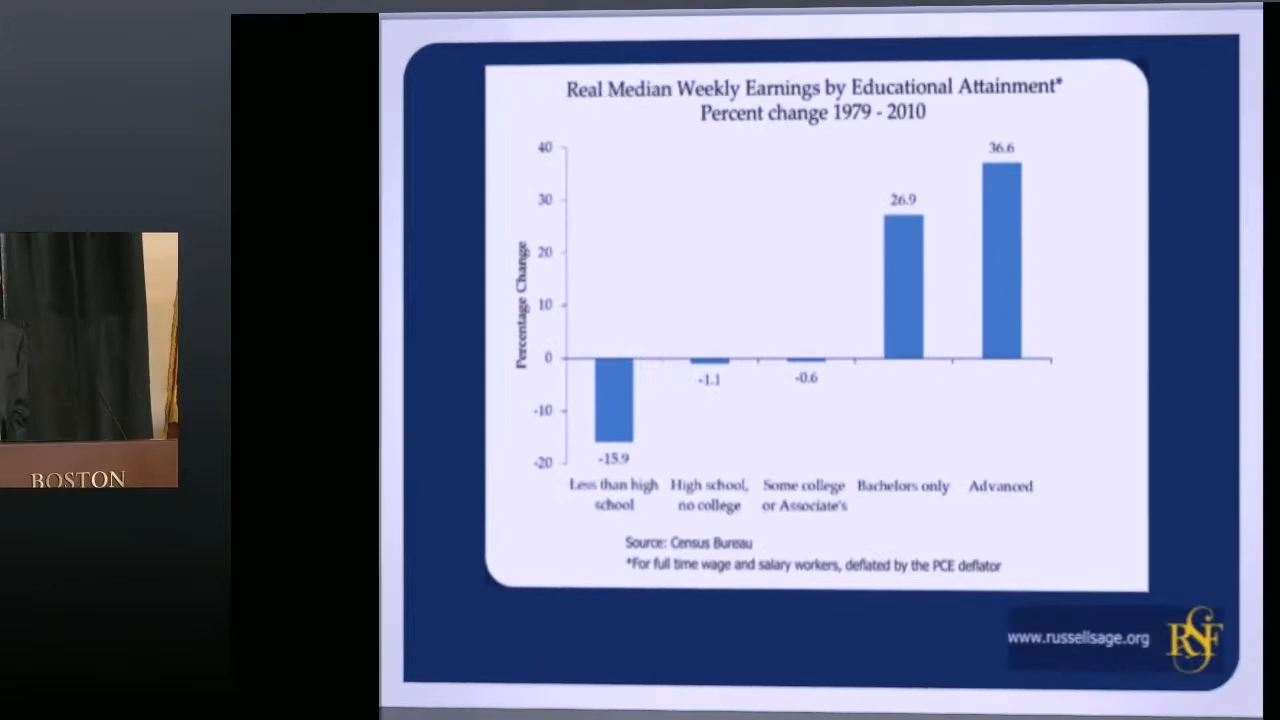 Real Median Weekly Earnings by Educational Attainment*
Percent change 1979 - 2010
40
36.6
30
26.9
20
Percentage Change
10
0
-1.1
-0.6
-10
-20
-15.9
Less than high
school
High school,
no college
Some college
or Associate's
Bachelors only
Advanced
Source: Census Bureau
*For full time wage and salary workers, deflated by the PCE deflator
www.russellsage.org
RSF
BOSTON